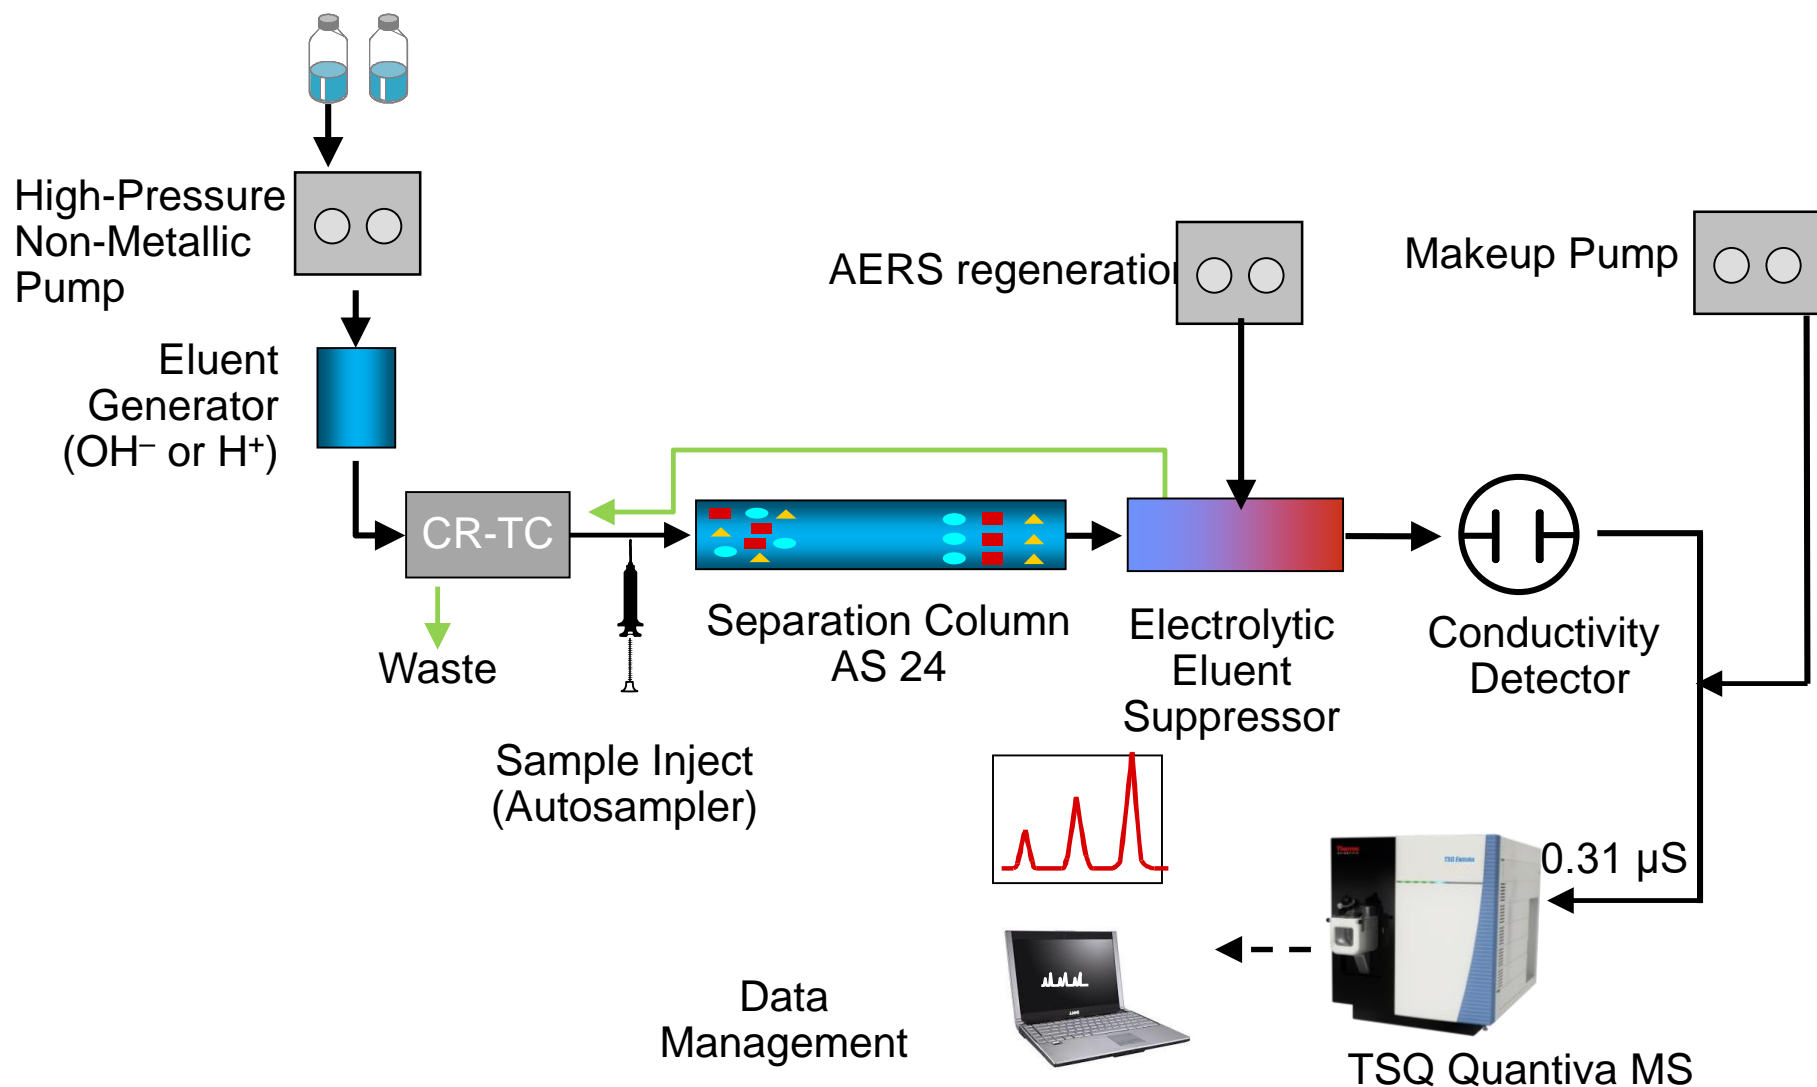 High-Pressure
Non-Metallic
Pump
AERS regeneration
Makeup Pump
Eluent
Generator
(OH– or H+)
CR-TC
Waste
Separation Column
AS 24
Electrolytic
Eluent
Suppressor
Conductivity
Detector
Sample Inject
(Autosampler)
0.31 µS
Data
Management
TSQ Quantiva MS